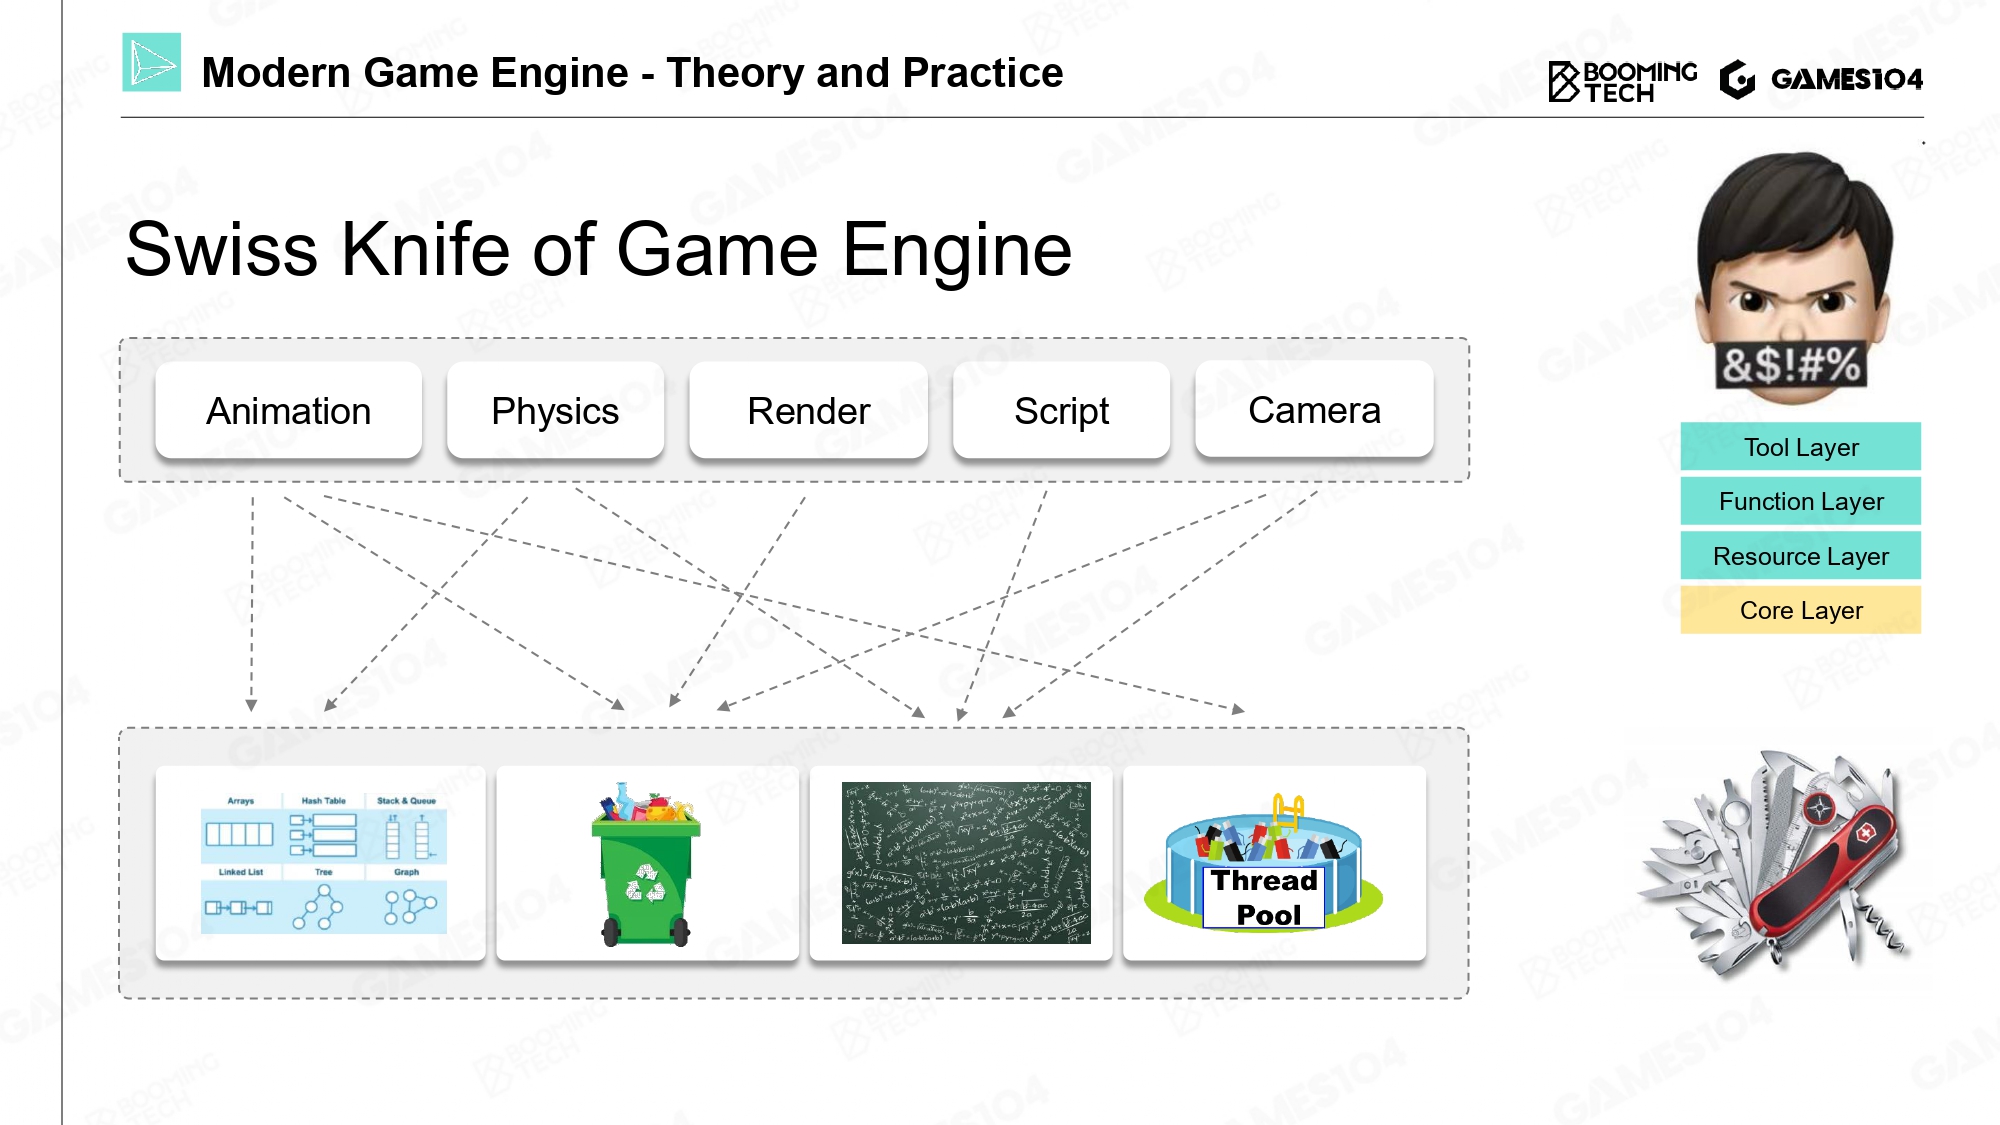 Modern Game Engine - Theory and Practice
BOOMING
TECH
GAMES104
Swiss Knife of Game Engine
&$!#%
Animation
Physics
Render
Script
Camera
Tool Layer
Function Layer
Resource Layer
Core Layer
Arrays
Hash Table
Stack & Queue
Linked List
Tree
Graph
Thread
Pool